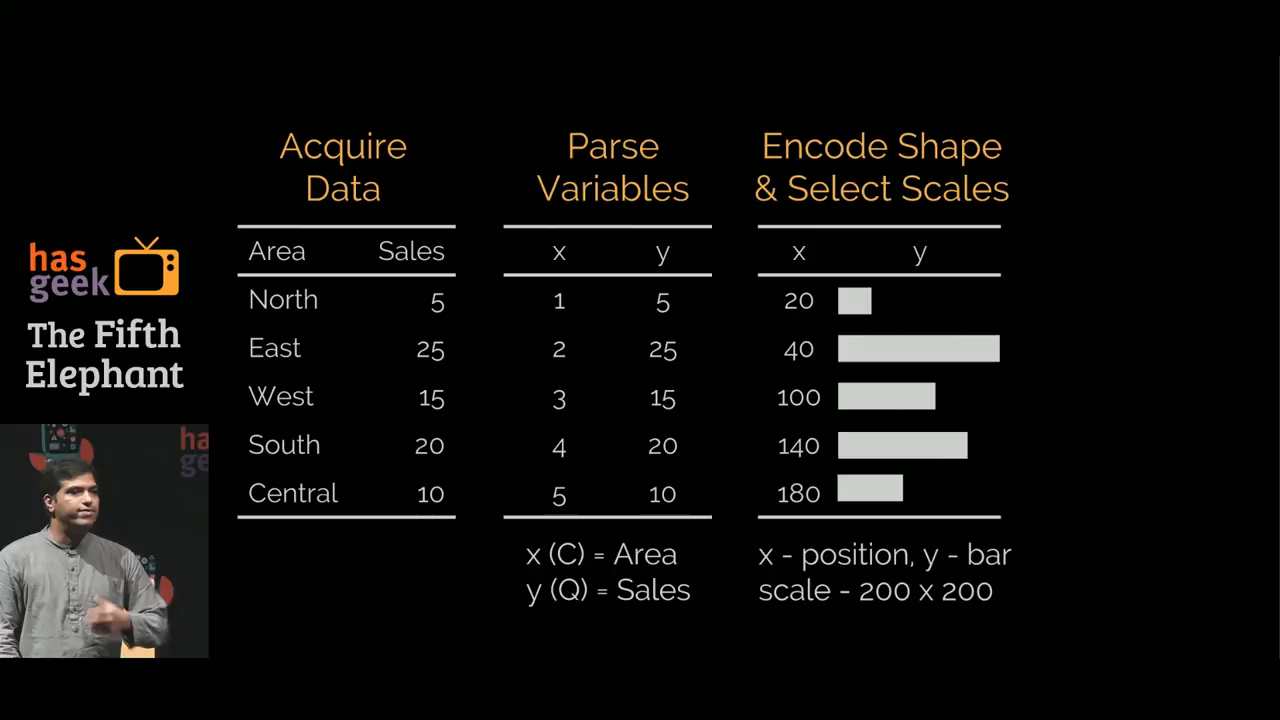 has
geek
The Fifth
Elephant
Acquire
Data
Area Sales
North 5
East 25
West 15
South 20
Central 10
Parse
Variables
x y
1 5
2 25
3 15
4 20
5 10
x (C) = Area
y (Q) = Sales
Encode Shape
& Select Scales
x y
20
40
100
140
180
x - position, y - bar
scale - 200 x 200
has
ge